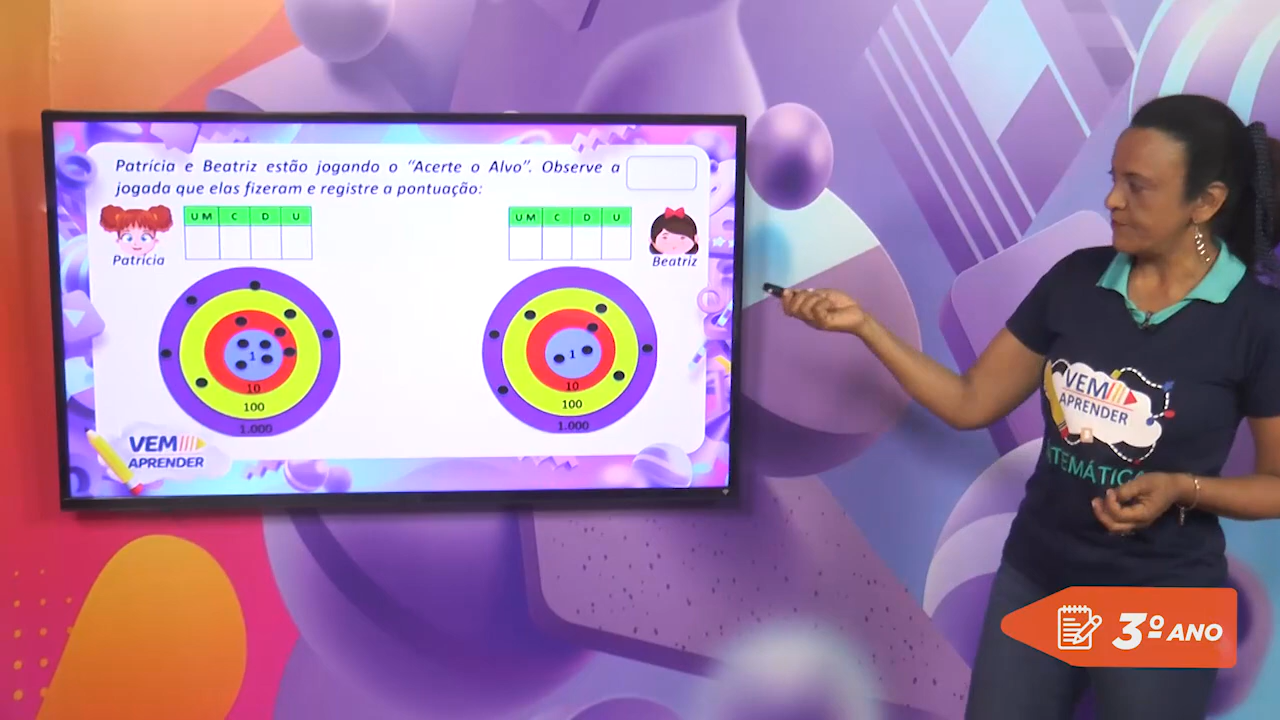 Patrícia e Beatriz estão jogando o “Acerte o Alvo”. Observe a
jogada que elas fizeram e registre a pontuação:
UM C D U
UM C D U
Patrícia
Beatriz
1
10
100
1.000
1
10
100
1.000
VEM
APRENDER
VEM
APRENDER
3º ANO